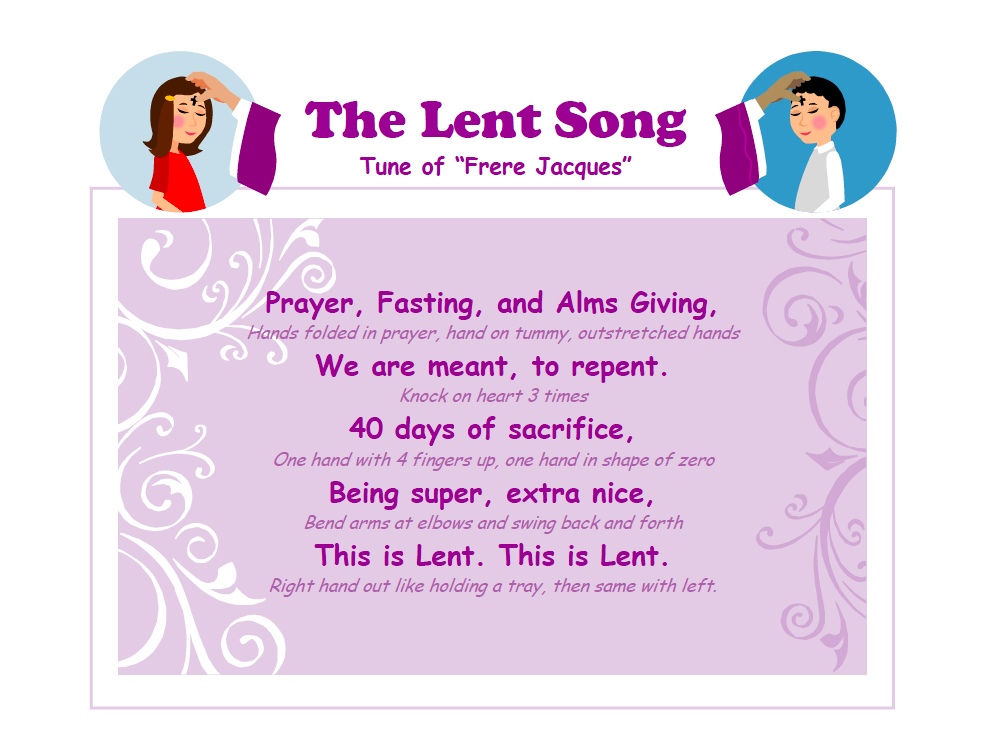 The Lent Song
Tune of “Frere Jacques”
Prayer, Fasting, and Alms Giving,
Hands folded in prayer, hand on tummy, outstretched hands
We are meant, to repent.
Knock on heart 3 times
40 days of sacrifice,
One hand with 4 fingers up, one hand in shape of zero
Being super, extra nice,
Bend arms at elbows and swing back and forth
This is Lent. This is Lent.
Right hand out like holding a tray, then same with left.